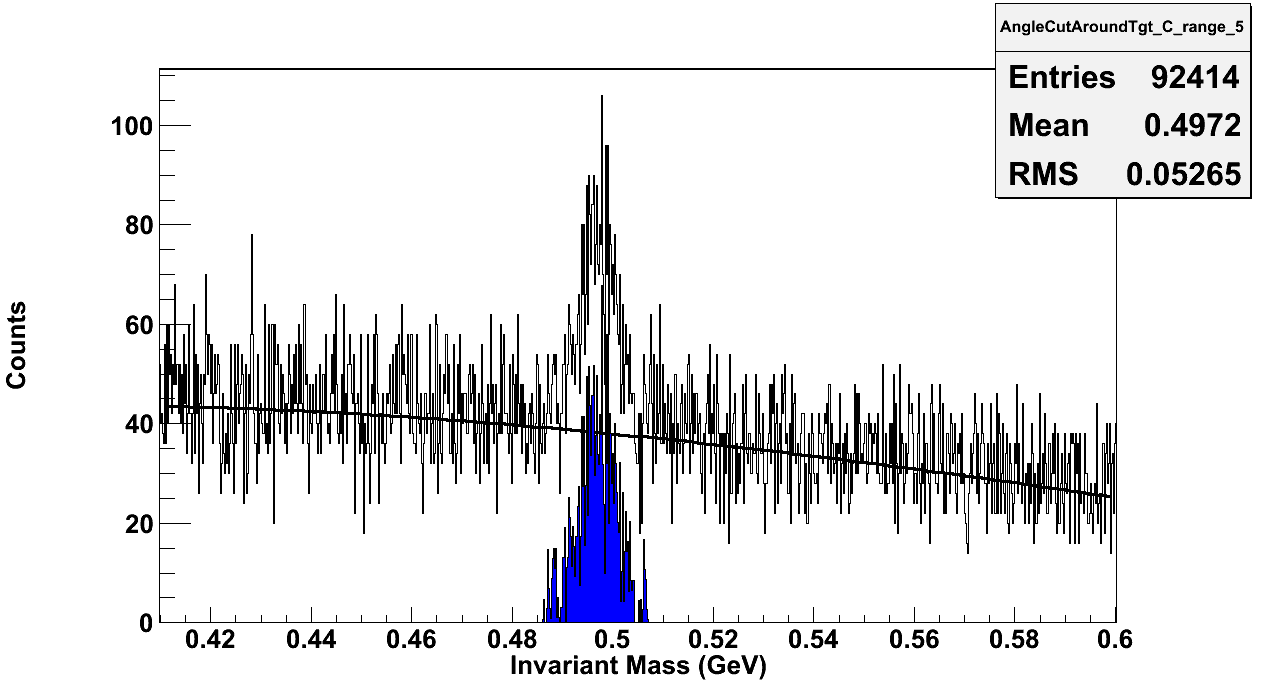 AngleCutAroundTgt_C_range_5
Entries 92414
Mean 0.4972
RMS 0.05265
Counts
100
80
60
40
20
0
0.42 0.44 0.46 0.48 0.5 0.52 0.54 0.56 0.58 0.6
Invariant Mass (GeV)